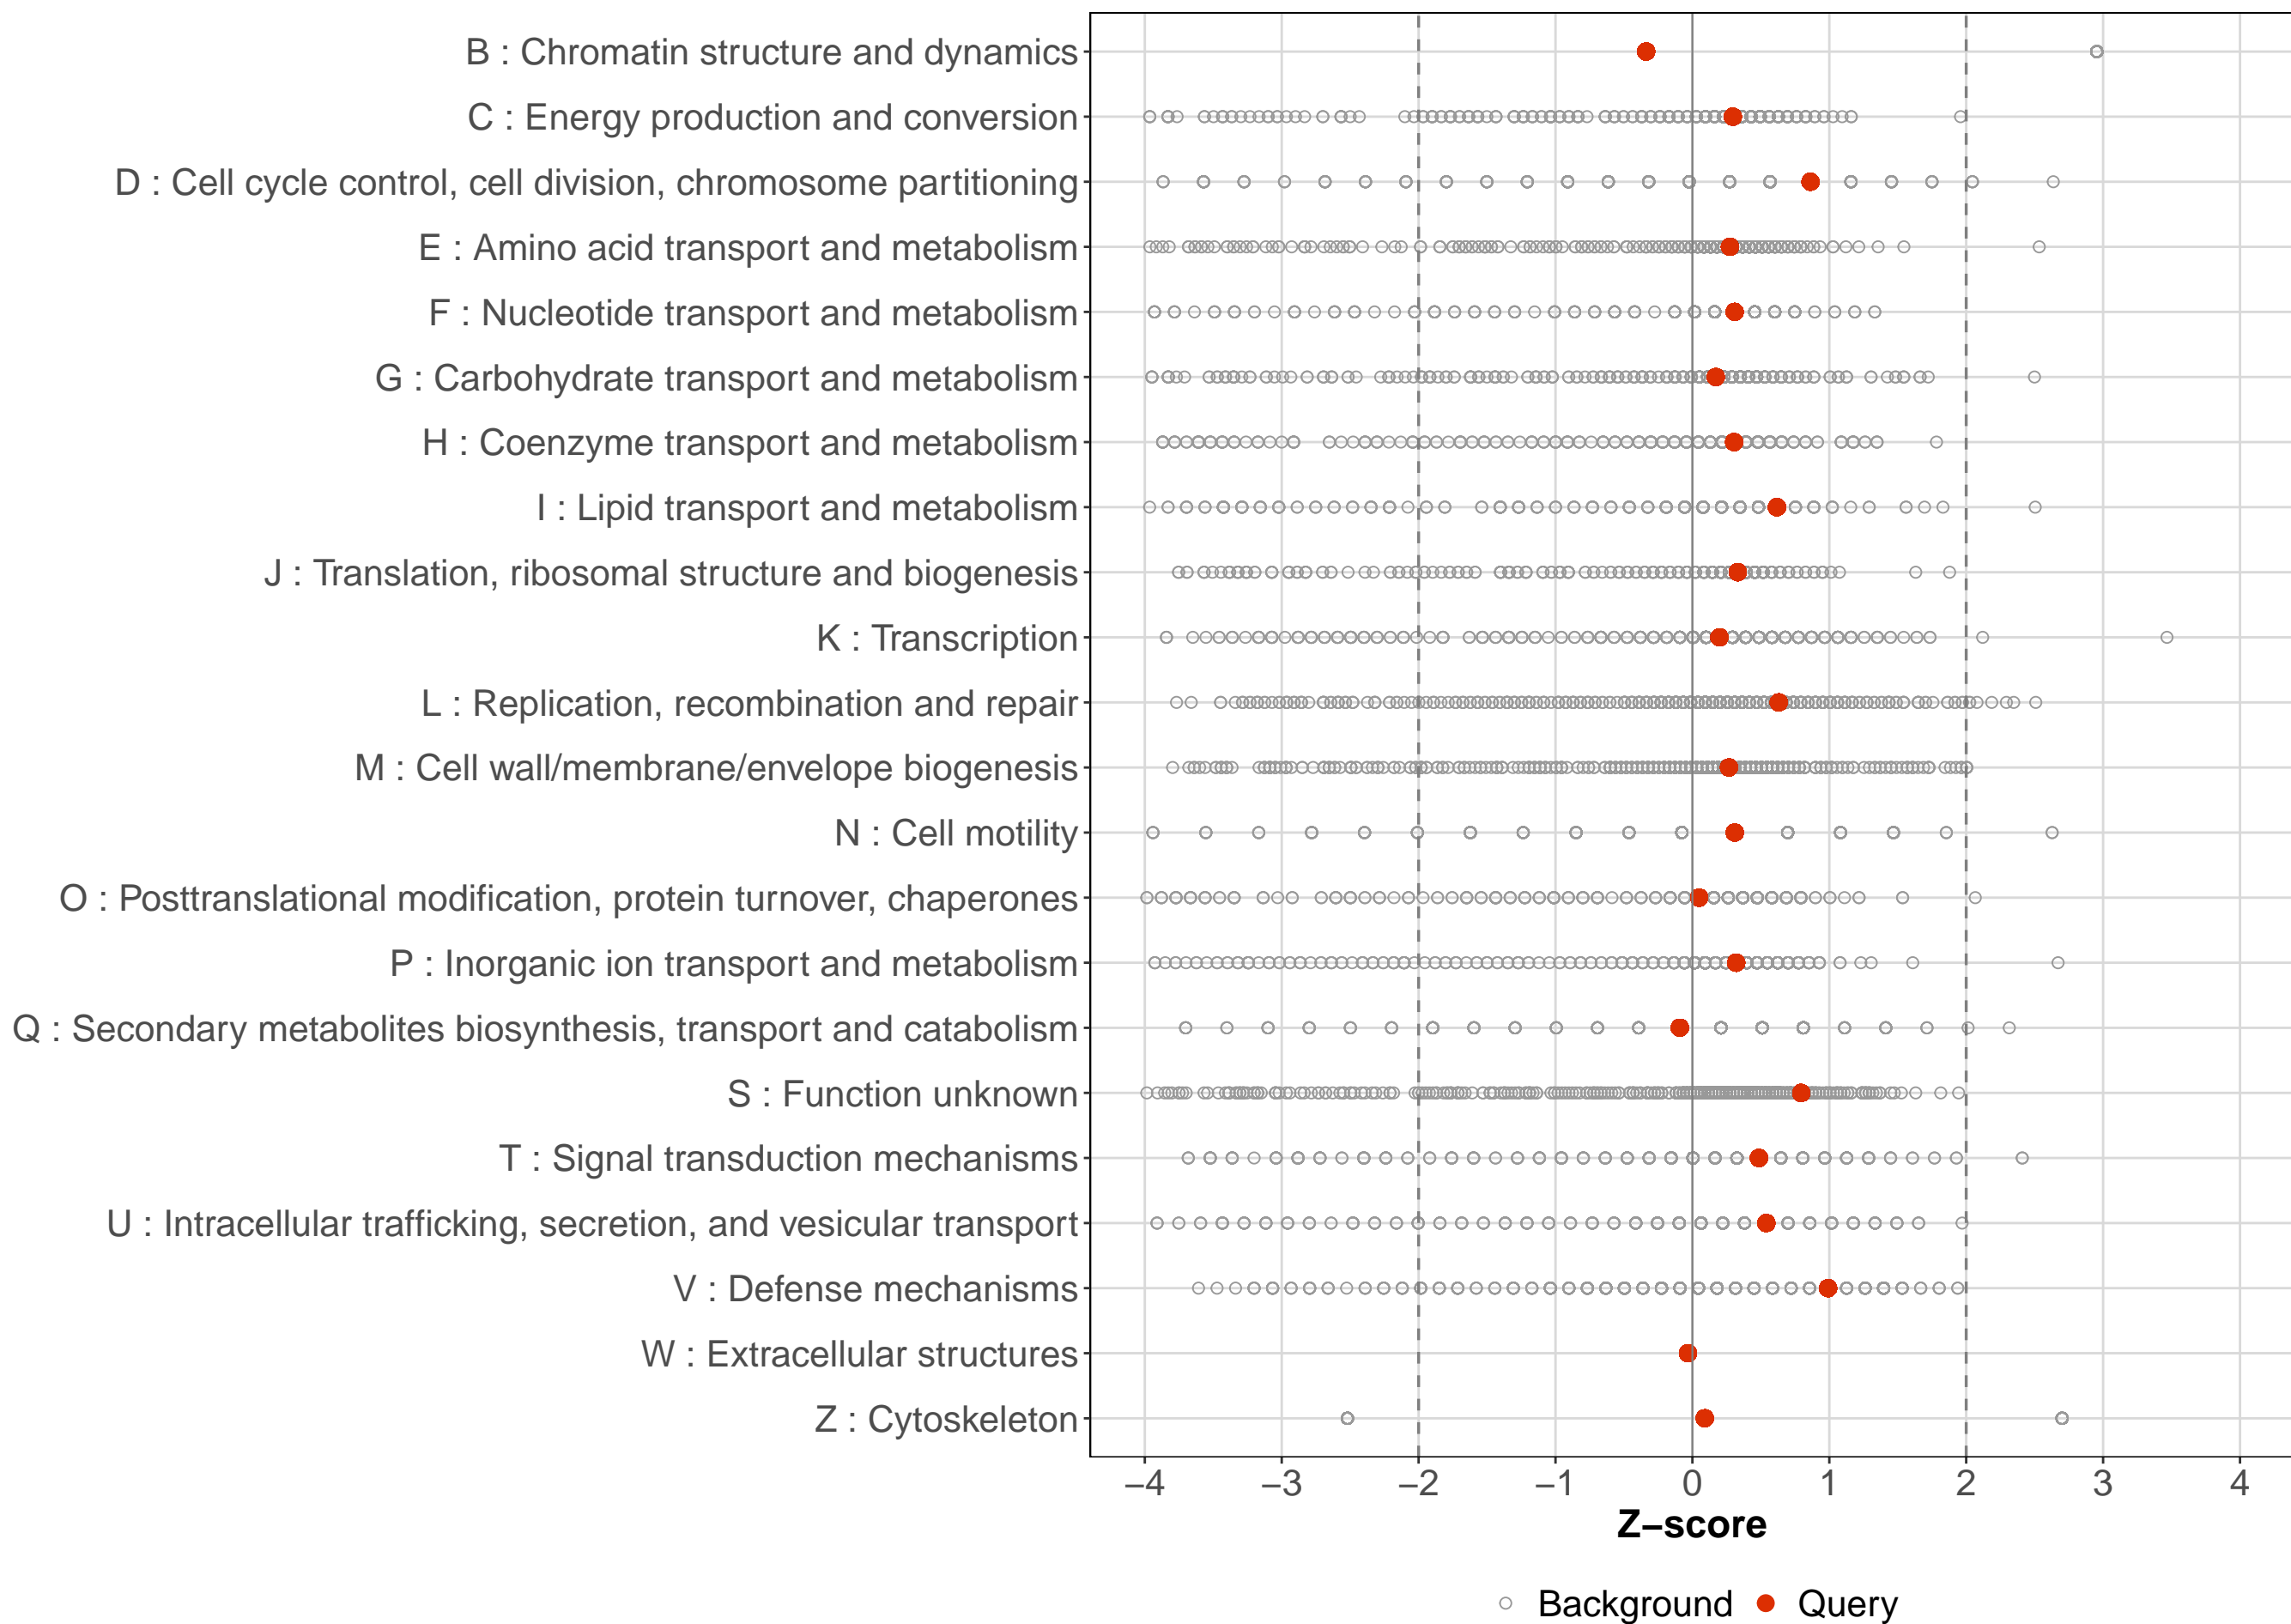 B : Chromatin structure and dynamics
C : Energy production and conversion
D : Cell cycle control, cell division, chromosome partitioning
E : Amino acid transport and metabolism
F : Nucleotide transport and metabolism
G : Carbohydrate transport and metabolism
H : Coenzyme transport and metabolism
I : Lipid transport and metabolism
J : Translation, ribosomal structure and biogenesis
K : Transcription
L : Replication, recombination and repair
M : Cell wall/membrane/envelope biogenesis
N : Cell motility
O : Posttranslational modification, protein turnover, chaperones
P : Inorganic ion transport and metabolism
Q : Secondary metabolites biosynthesis, transport and catabolism
S : Function unknown
T : Signal transduction mechanisms
U : Intracellular trafficking, secretion, and vesicular transport
V : Defense mechanisms
W : Extracellular structures
Z : Cytoskeleton
−4 −3 −2 −1 0 1 2 3 4
Z−score
Background Query